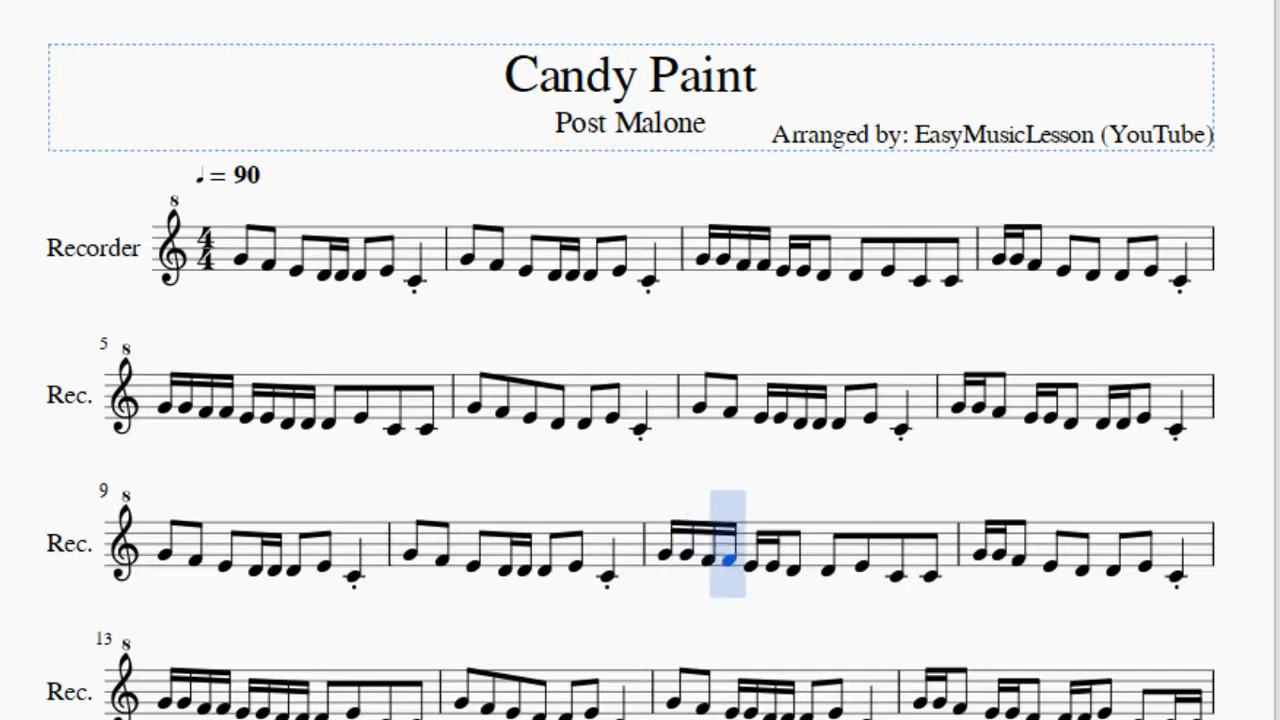 Candy Paint
Post Malone
Arranged by: EasyMusicLesson (YouTube)
♩ = 90
8
Recorder
4
4
5
8
Rec.
9
8
Rec.
13
8
Rec.